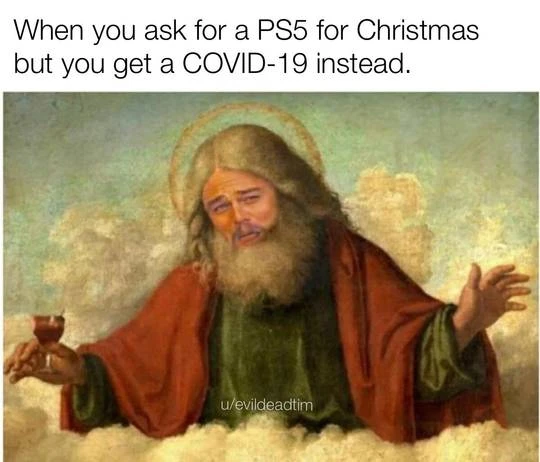 When you ask for a PS5 for Christmas
but you get a COVID-19 instead.
u/evildeadtim